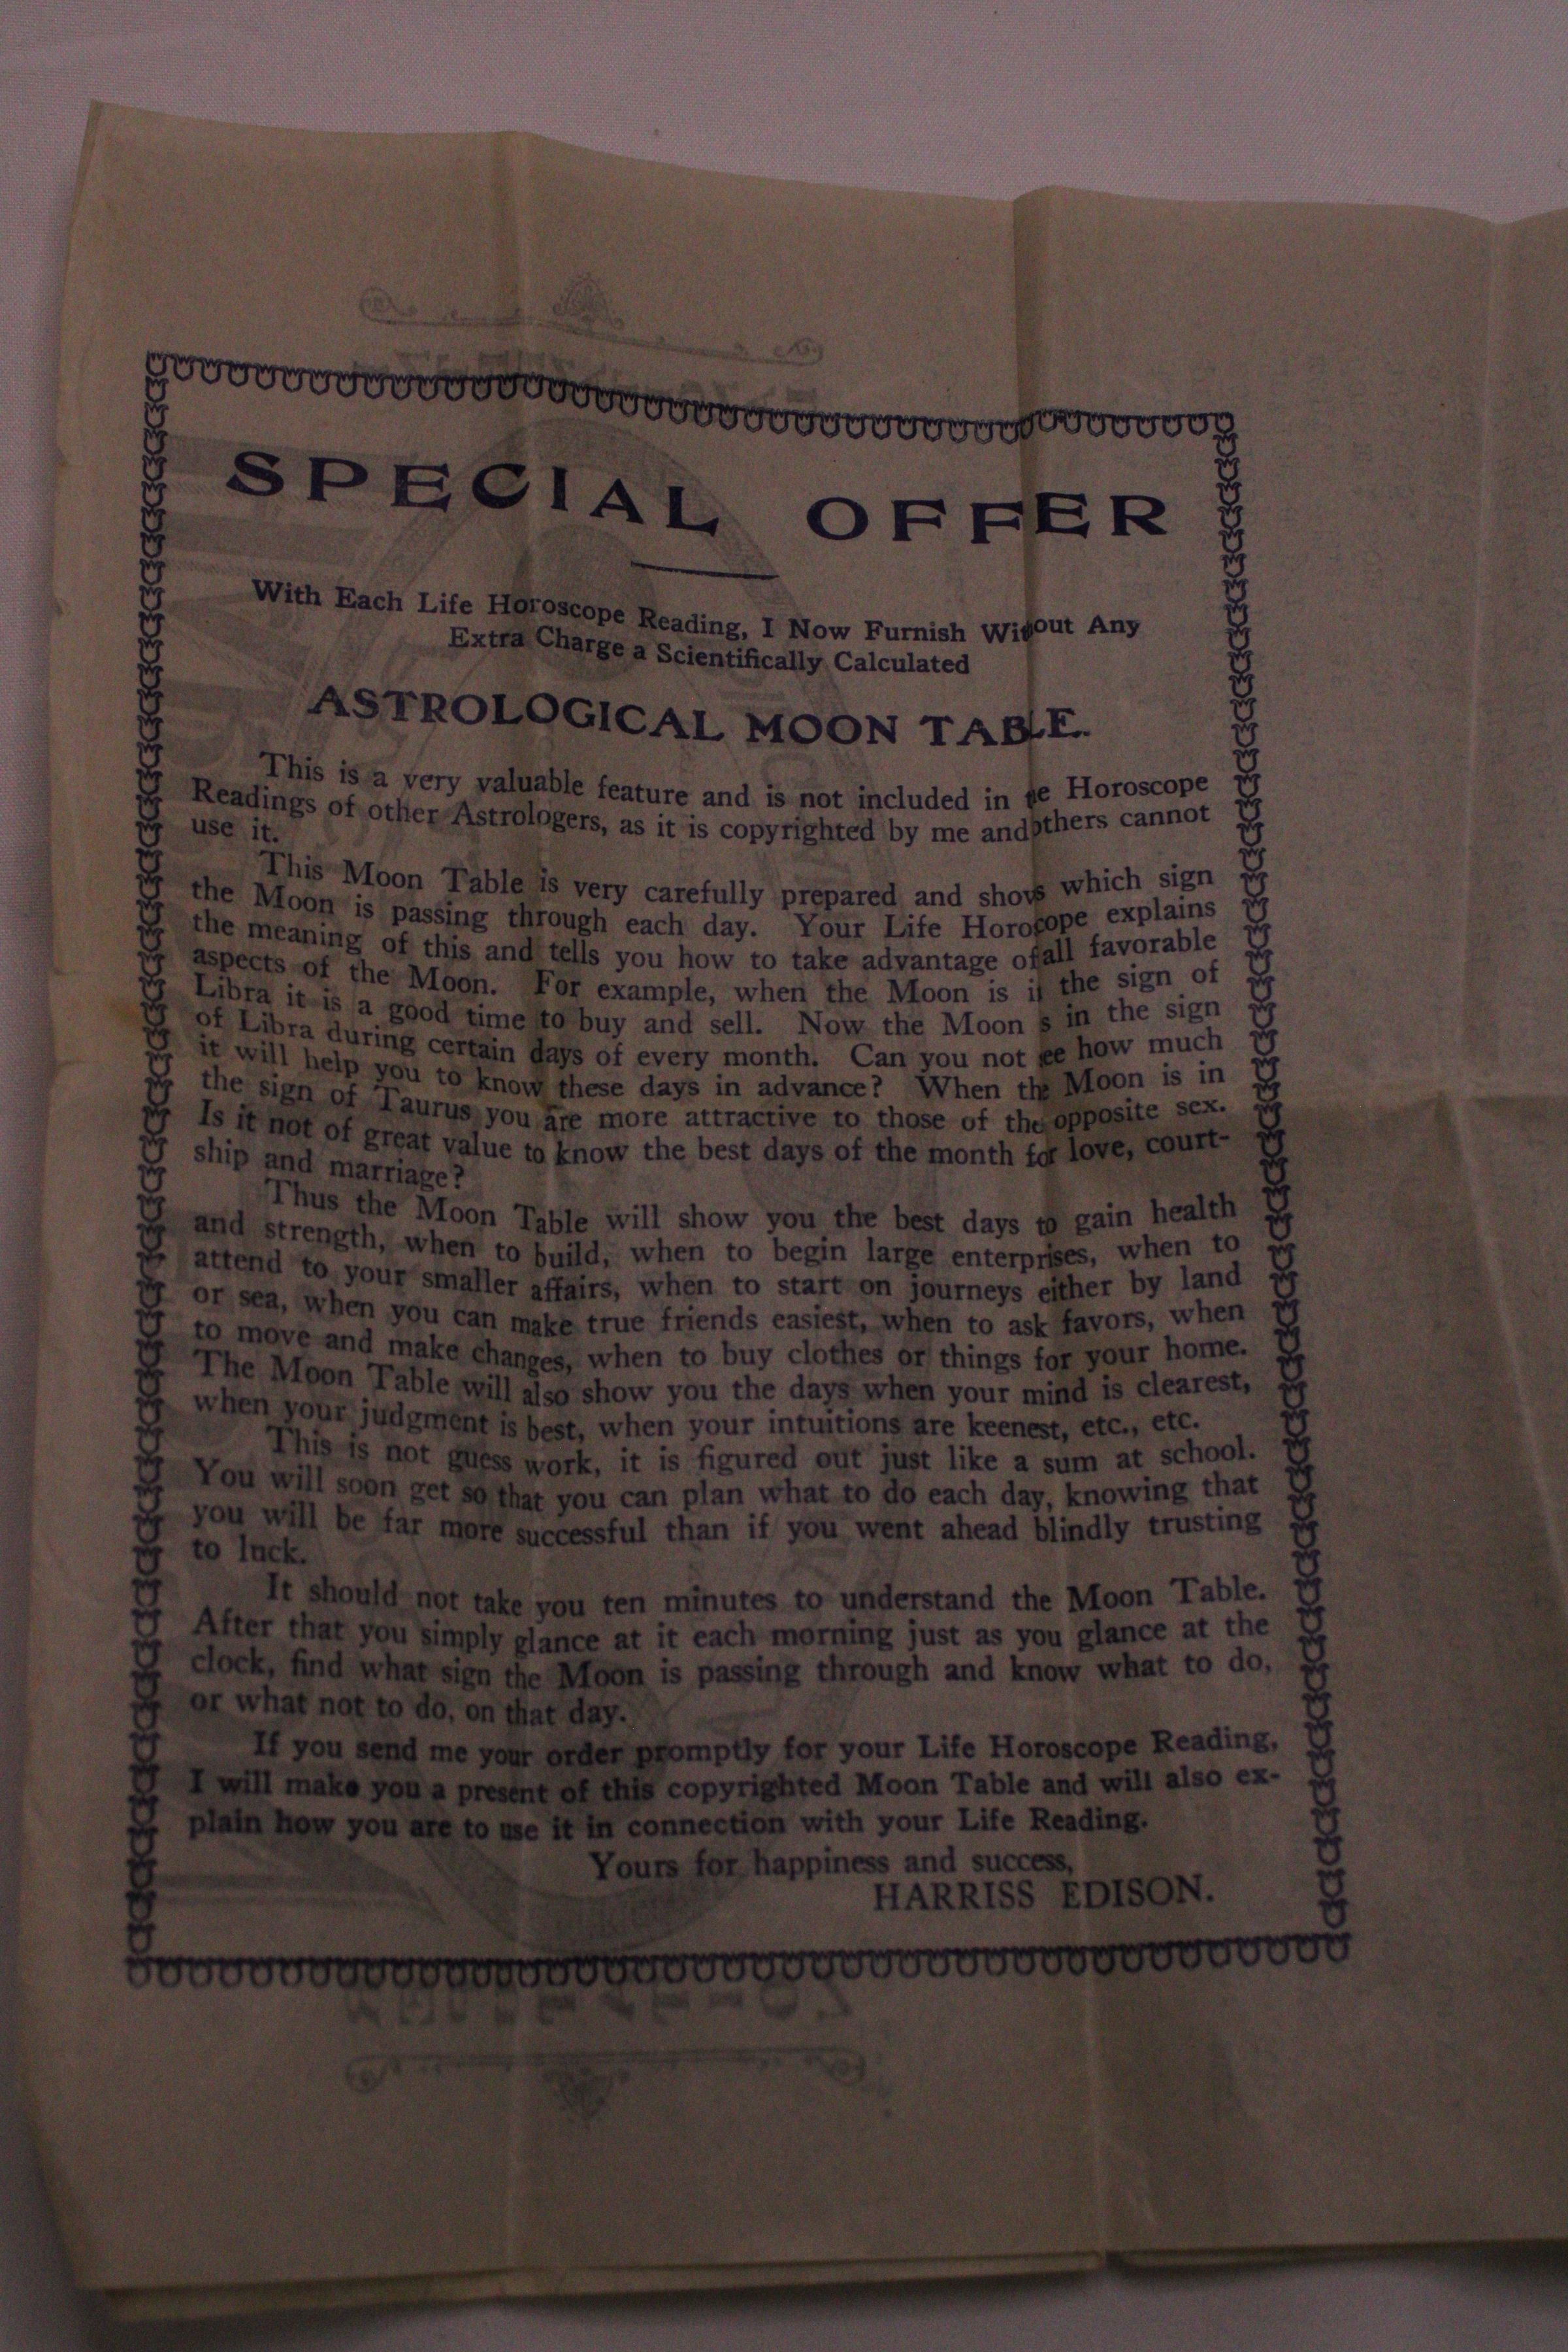 SPECIAL OFFER
With Each Life Horoscope Reading, I Now Furnish Without Any
Extra Charge a Scientifically Calculated
ASTROLOGICAL MOON TABLE.
This is a very valuable feature and is not included in the Horoscope
Readings of other Astrologers, as it is copyrighted by me and others cannot
use it.
This Moon Table is very carefully prepared and shows which sign
the Moon is passing through each day. Your Life Horoscope explains
the meaning of this and tells you how to take advantage of all favorable
aspects of the Moon. For example, when the Moon is in the sign of
Libra it is a good time to buy and sell. Now the Moon is in the sign
of Libra during certain days of every month. Can you not see how much
it will help you to know these days in advance? When the Moon is in
the sign of Taurus you are more attractive to those of the opposite sex.
Is it not of great value to know the best days of the month for love, court-
ship and marriage?
Thus the Moon Table will show you the best days to gain health
and strength, when to build, when to begin large enterprises, when to
attend to your smaller affairs, when to start on journeys either by land
or sea, when you can make true friends easiest, when to ask favors, when
to move and make changes, when to buy clothes or things for your home.
The Moon Table will also show you the days when your mind is clearest,
when your judgment is best, when your intuitions are keenest, etc., etc.
This is not guess work, it is figured out just like a sum at school.
You will soon get so that you can plan what to do each day, knowing that
you will be far more successful than if you went ahead blindly trusting
to luck.
It should not take you ten minutes to understand the Moon Table.
After that you simply glance at it each morning just as you glance at the
clock, find what sign the Moon is passing through and know what to do,
or what not to do, on that day.
If you send me your order promptly for your Life Horoscope Reading,
I will make you a present of this copyrighted Moon Table and will also ex-
plain how you are to use it in connection with your Life Reading.
Yours for happiness and success,
HARRISS EDISON.